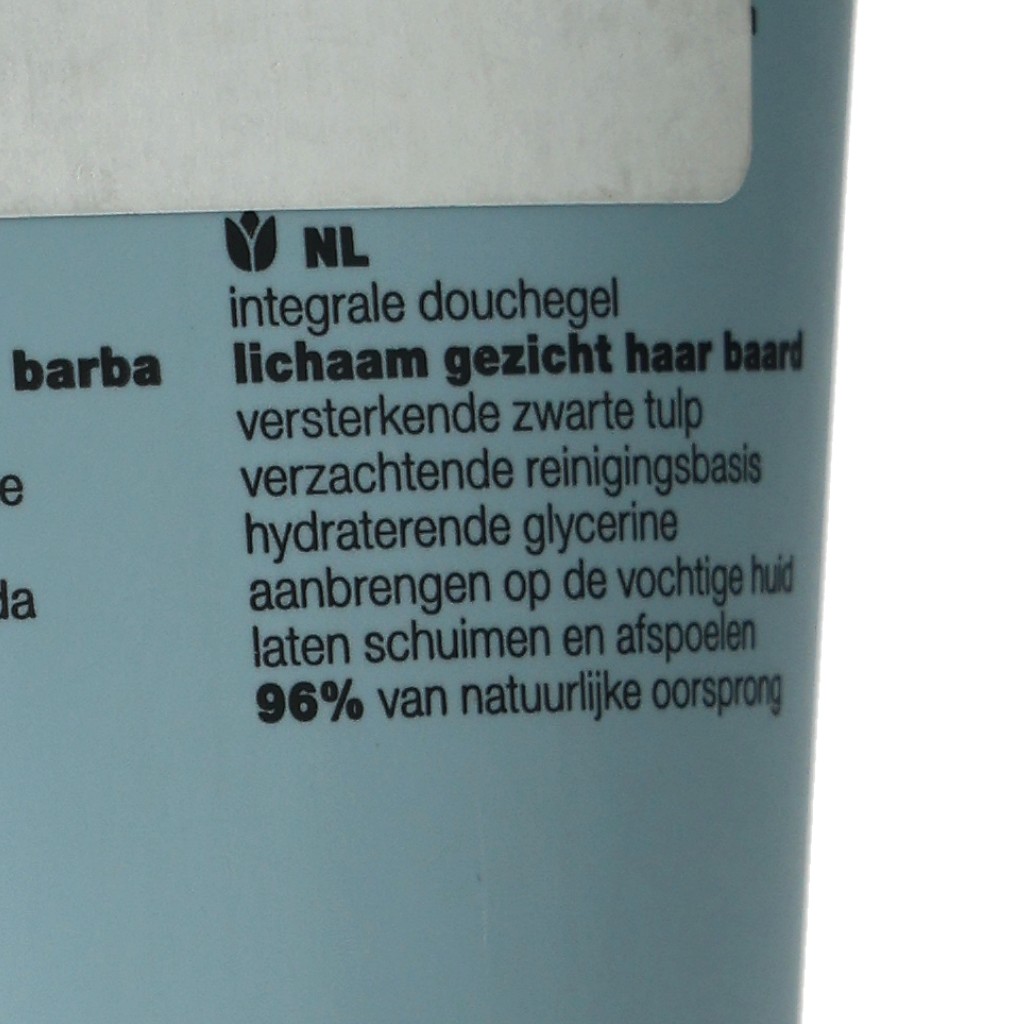 barba
e
da
NL
integrale douchegel
lichaam gezicht haar baard
versterkende zwarte tulp
verzachtende reinigingsbasis
hydraterende glycerine
aanbrengen op de vochtige huid
laten schuimen en afspoelen
96% van natuurlijke oorsprong